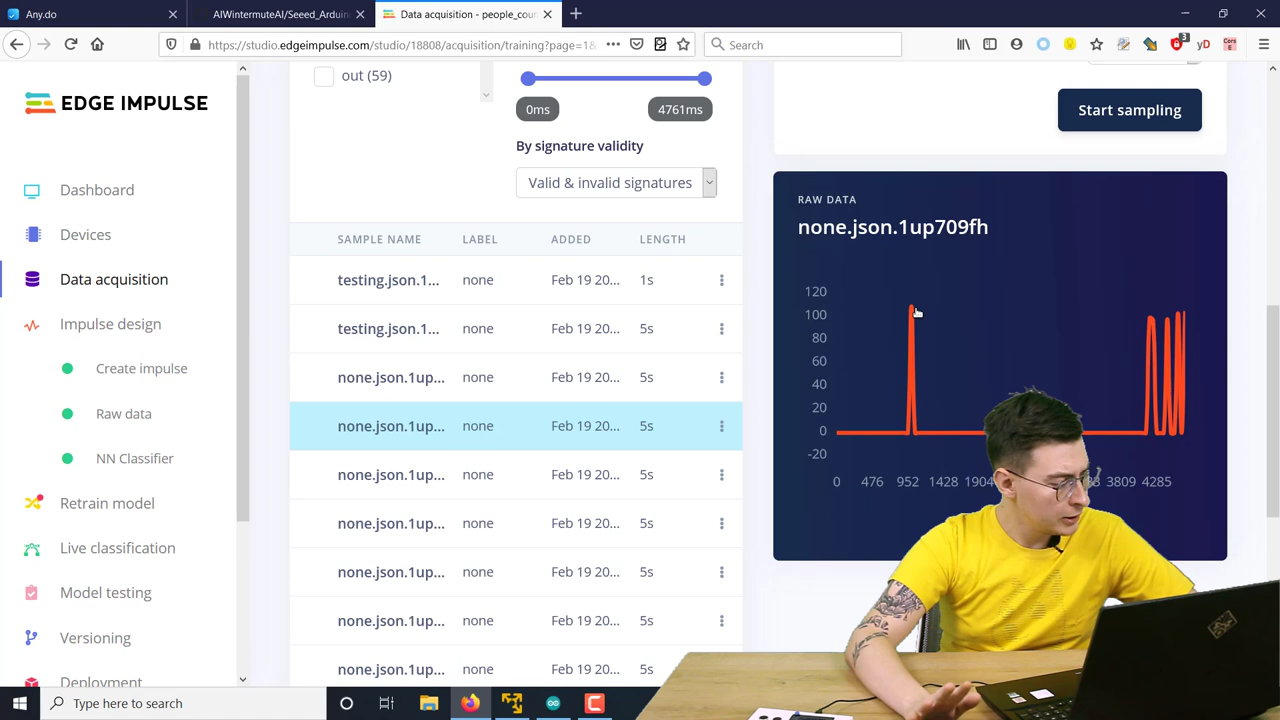 Any.do
AIWintermuteAI/Seeed_Arduin
Data acquisition - people_cou
https://studio.edgeimpulse.com/studio/18808/acquisition/training?page=1
Search
3
yD
EDGE IMPULSE
Dashboard
Devices
Data acquisition
Impulse design
Create impulse
Raw data
NN Classifier
Retrain model
Live classification
Model testing
Versioning
Deployment
out (59)
0ms
4761ms
By signature validity
Valid & invalid signatures
SAMPLE NAME LABEL ADDED LENGTH
testing.json.1... none Feb 19 20... 1s
testing.json.1... none Feb 19 20... 5s
none.json.1up... none Feb 19 20... 5s
none.json.1up... none Feb 19 20... 5s
none.json.1up... none Feb 19 20... 5s
none.json.1up... none Feb 19 20... 5s
none.json.1up... none Feb 19 20... 5s
none.json.1up... none Feb 19 20... 5s
none.json.1up... none Feb 19 20... 5s
Start sampling
RAW DATA
none.json.1up709fh
120
100
80
60
40
20
0
-20
0 476 952 1428 1904 3809 4285
Type here to search